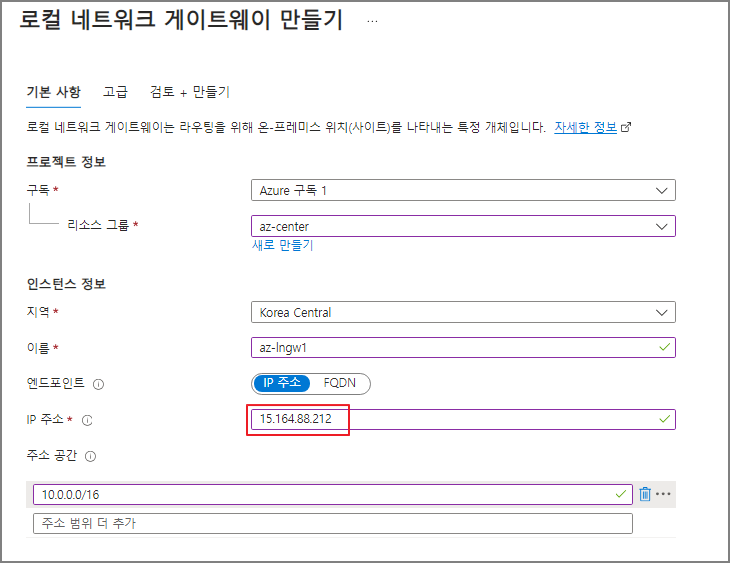 로컬 네트워크 게이트웨이 만들기 ...
기본 사항 고급 검토 + 만들기
로컬 네트워크 게이트웨이는 라우팅을 위해 온-프레미스 위치(사이트)를 나타내는 특정 개체입니다. 자세한 정보
프로젝트 정보
구독 * Azure 구독 1
리소스 그룹 * az-center
새로 만들기
인스턴스 정보
지역 * Korea Central
이름 * az-lngw1
엔드포인트 IP 주소 FQDN
IP 주소 * 15.164.88.212
주소 공간
10.0.0.0/16
주소 범위 더 추가